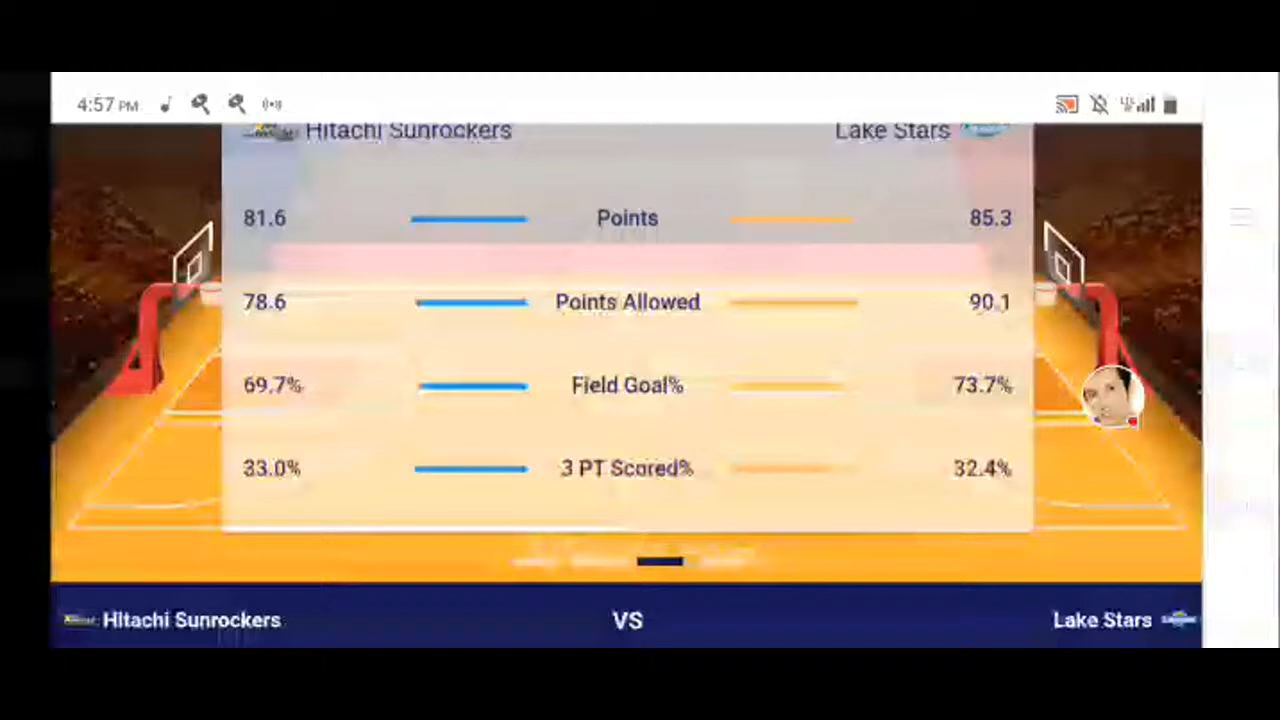 4:57 PM
Hitachi Sunrockers Lake Stars
81.6 Points 85.3
78.6 Points Allowed 90.1
69.7% Field Goal% 73.7%
33.0% 3 PT Scored% 32.4%
Hitachi Sunrockers VS Lake Stars